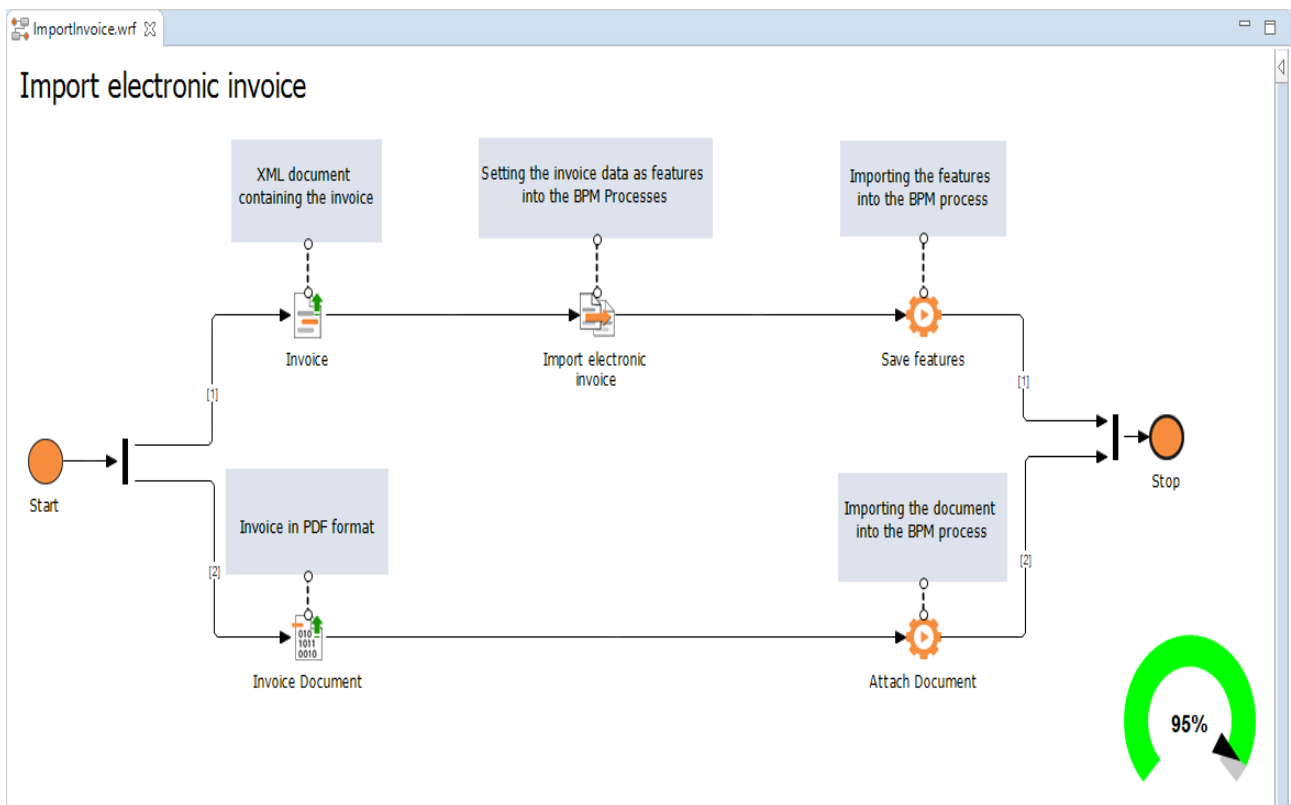 ImportInvoice.wrf
Import electronic invoice
XML document
containing the invoice
Setting the invoice data as features
into the BPM Processes
Importing the features
into the BPM process
Invoice
Import electronic
invoice
Save features
[1]
[1]
Start
Stop
Invoice in PDF format
Importing the document
into the BPM process
[2]
[2]
010
1011
0010
Invoice Document
Attach Document
95%